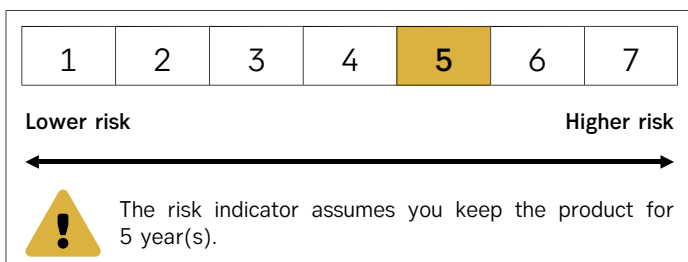 1 2 3 4 5 6 7
Lower risk Higher risk
The risk indicator assumes you keep the product for
5 year(s).